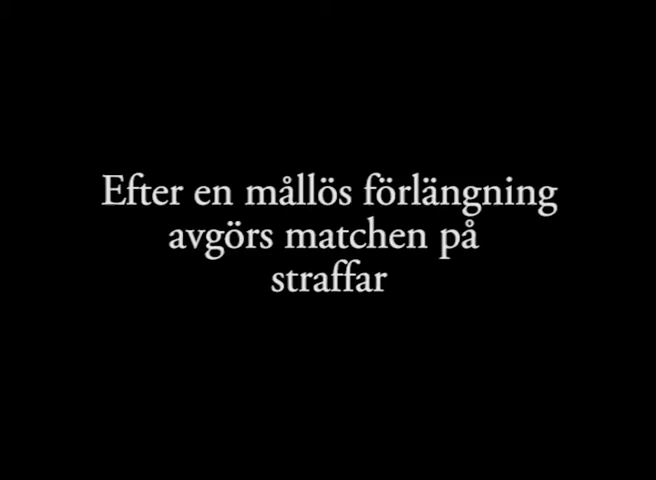 Efter en mållös förlängning
avgörs matchen på
straffar